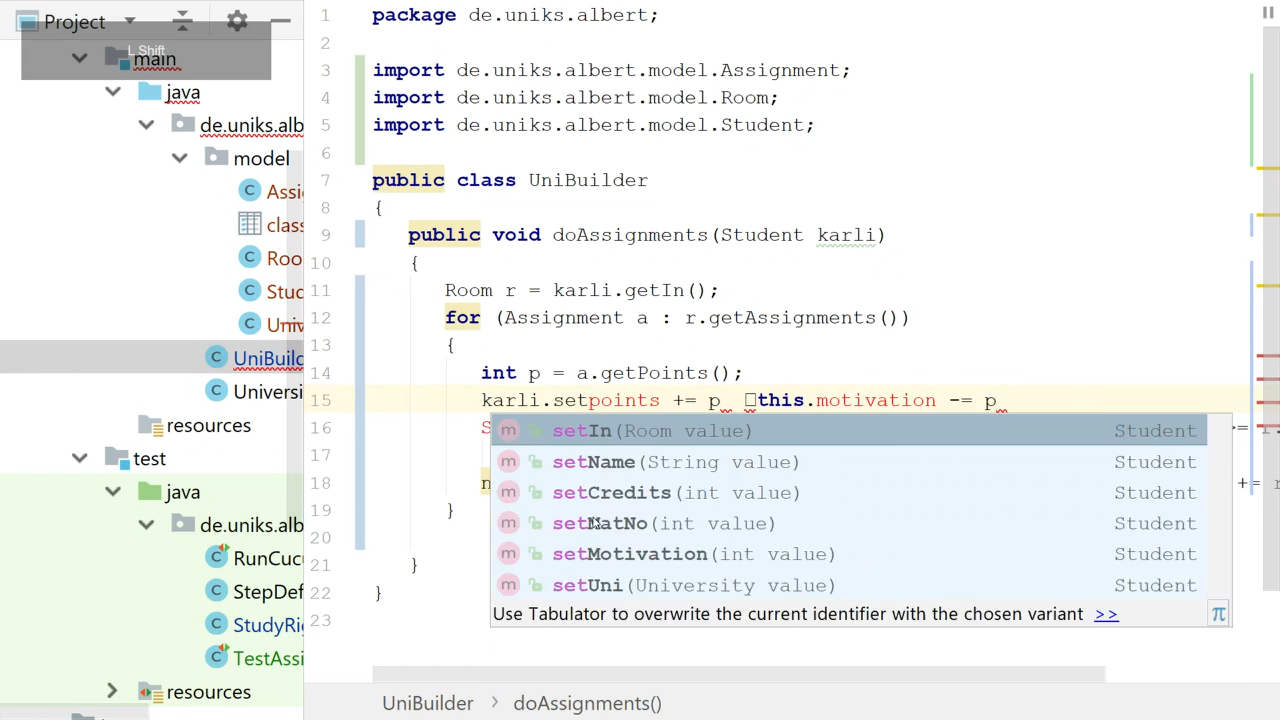 Project
L Shift
main
java
de.uniks.alb
model
Assi
class
Roo
Stu
Univ
UniBuild
Universi
resources
test
java
de.uniks.alb
RunCucu
StepDef
StudyRig
TestAssi
resources
1 package de.uniks.albert;
2
3 import de.uniks.albert.model.Assignment;
4 import de.uniks.albert.model.Room;
5 import de.uniks.albert.model.Student;
6
7 public class UniBuilder
8 {
9 public void doAssignments(Student karli)
10 {
11 Room r = karli.getIn();
12 for (Assignment a : r.getAssignments())
13 {
14 int p = a.getPoints();
15 karli.setpoints += p this.motivation -= p
16
17
18
19 }
20
21 }
22 }
23
m setIn(Room value) Student
m setName(String value) Student
m setCredits(int value) Student
m setMatNo(int value) Student
m setMotivation(int value) Student
m setUni(University value) Student
Use Tabulator to overwrite the current identifier with the chosen variant >> π
UniBuilder > doAssignments()